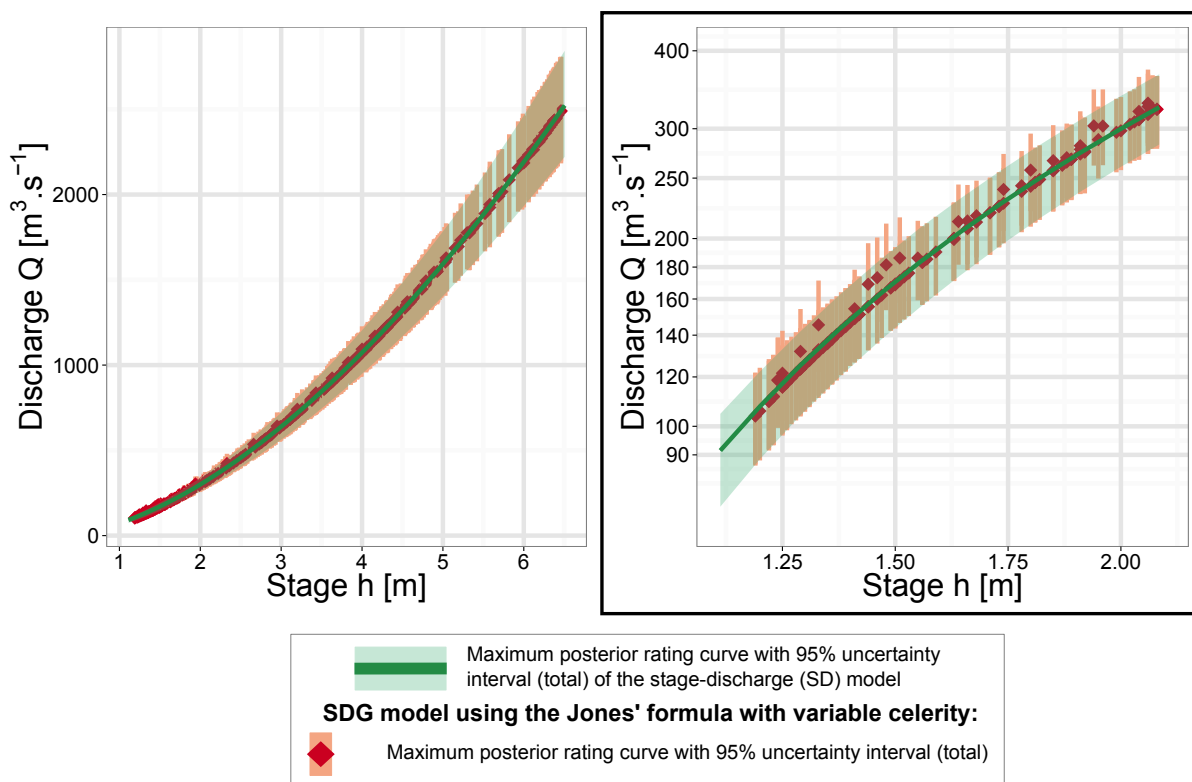 Discharge Q [m³.s⁻¹]
2000
1000
0
1 2 3 4 5 6
Stage h [m]
Discharge Q [m³.s⁻¹]
400
300
250
200
180
160
140
120
100
90
1.25 1.50 1.75 2.00
Stage h [m]
Maximum posterior rating curve with 95% uncertainty
interval (total) of the stage-discharge (SD) model
SDG model using the Jones' formula with variable celerity:
Maximum posterior rating curve with 95% uncertainty interval (total)